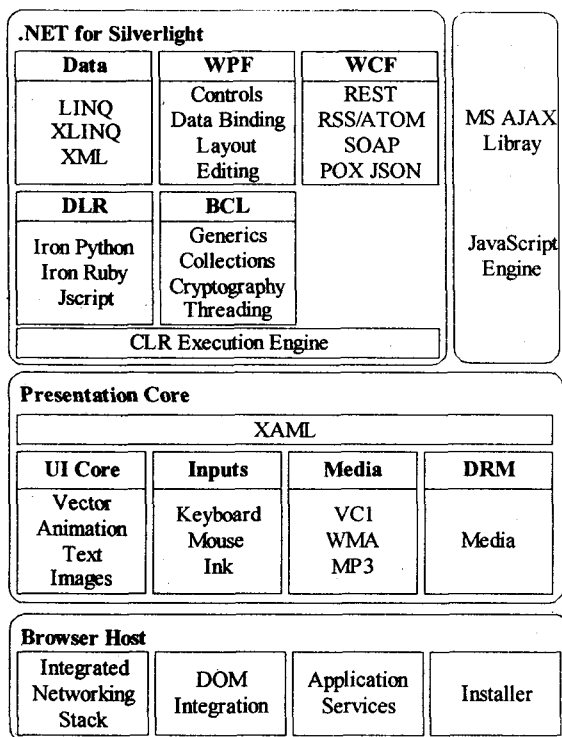 .NET for Silverlight
Data
LINQ
XLINQ
XML
WPF
Controls
Data Binding
Layout
Editing
WCF
REST
RSS/ATOM
SOAP
POX JSON
DLR
Iron Python
Iron Ruby
Jscript
BCL
Generics
Collections
Cryptography
Threading
CLR Execution Engine
MS AJAX
Libray
JavaScript
Engine
Presentation Core
XAML
UI Core
Vector
Animation
Text
Images
Inputs
Keyboard
Mouse
Ink
Media
VC1
WMA
MP3
DRM
Media
Browser Host
Integrated
Networking
Stack
DOM
Integration
Application
Services
Installer